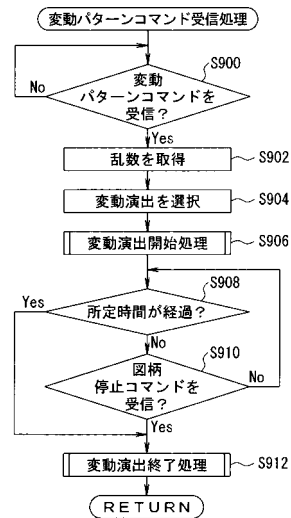 変動パターンコマンド受信処理
S900
変動
パターンコマンドを
受信？
No
Yes
乱数を取得
S902
変動演出を選択
S904
変動演出開始処理
S906
S908
所定時間が経過？
Yes
No
S910
図柄
停止コマンドを
受信？
No
Yes
変動演出終了処理
S912
RETURN